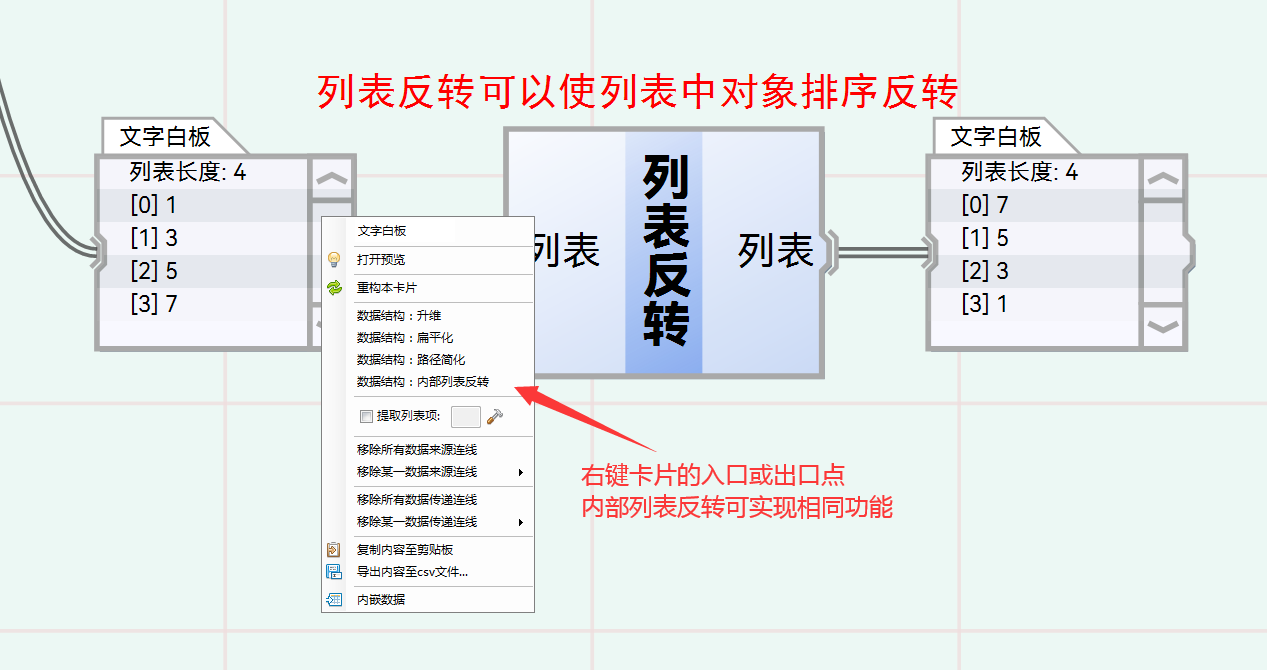 列表反转可以使列表中对象排序反转
文字白板
列表长度: 4
[0] 1
[1] 3
[2] 5
[3] 7
文字白板
打开预览
重构本卡片
数据结构：升维
数据结构：扁平化
数据结构：路径简化
数据结构：内部列表反转
提取列表项:
移除所有数据来源连线
移除某一数据来源连线
移除所有数据传递连线
移除某一数据传递连线
复制内容至剪贴板
导出内容至csv文件...
内嵌数据
列表
列表反转
列表
文字白板
列表长度: 4
[0] 7
[1] 5
[2] 3
[3] 1
右键卡片的入口或出口点
内部列表反转可实现相同功能